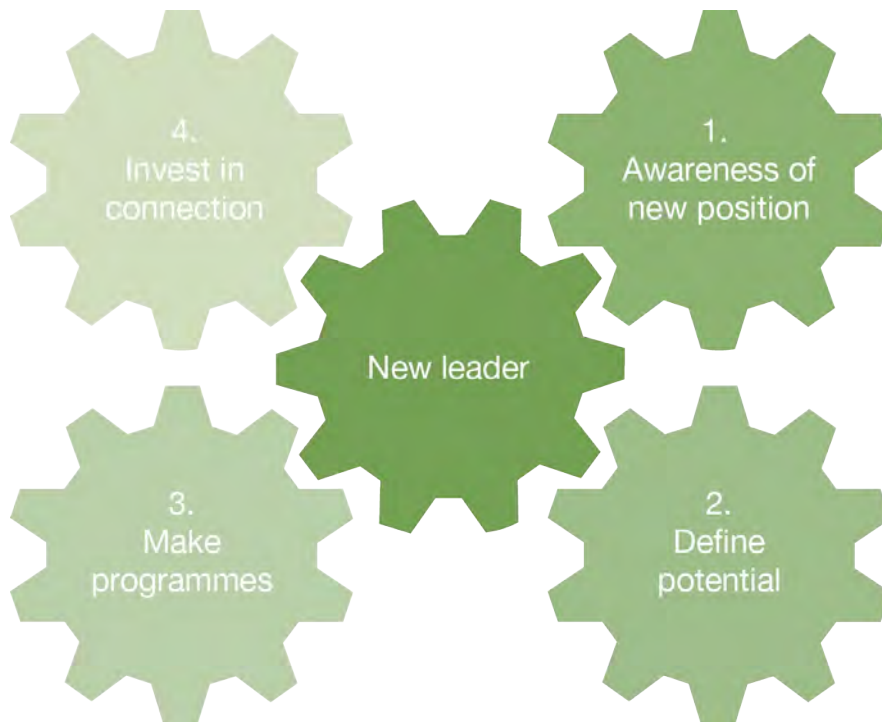 1.
Awareness of
new position
2.
Define
potential
3.
Make
programmes
4.
Invest in
connection
New leader